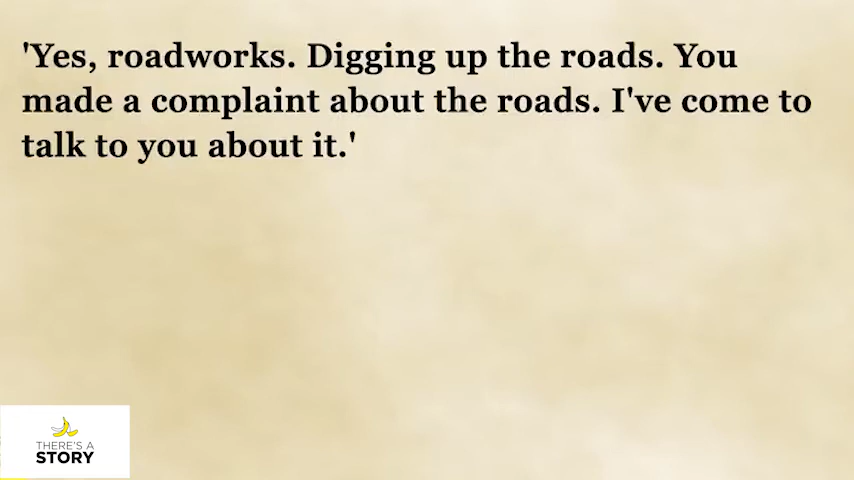 'Yes, roadworks. Digging up the roads. You
made a complaint about the roads. I've come to
talk to you about it.'
THERE'S A
STORY